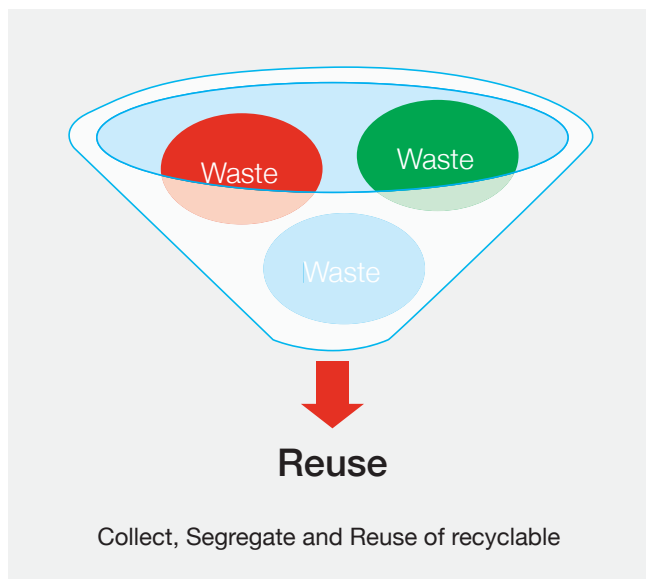 Waste
Waste
Waste
Reuse
Collect, Segregate and Reuse of recyclable